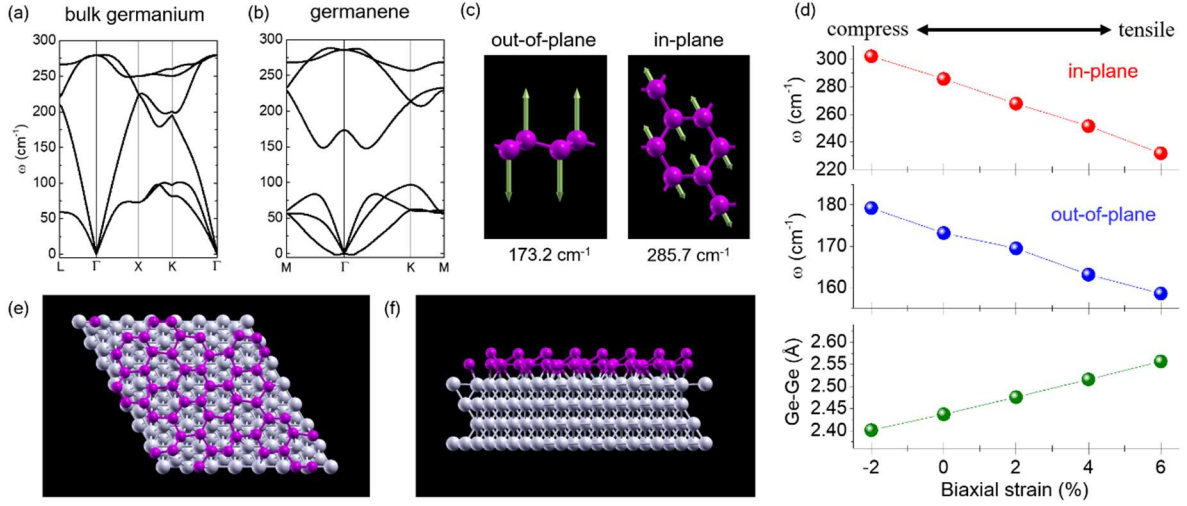 (a) bulk germanium
300
250
200
150
100
50
0
ω (cm-1)
L Γ X K Γ
(b) germanene
300
250
200
150
100
50
0
M Γ K M
(c)
out-of-plane in-plane
173.2 cm-1 285.7 cm-1
(d)
compress tensile
in-plane
ω (cm-1)
300
280
260
240
220
out-of-plane
ω (cm-1)
180
170
160
Ge-Ge (Å)
2.55
2.50
2.45
2.40
-2 0 2 4 6
Biaxial strain (%)
(e)
(f)